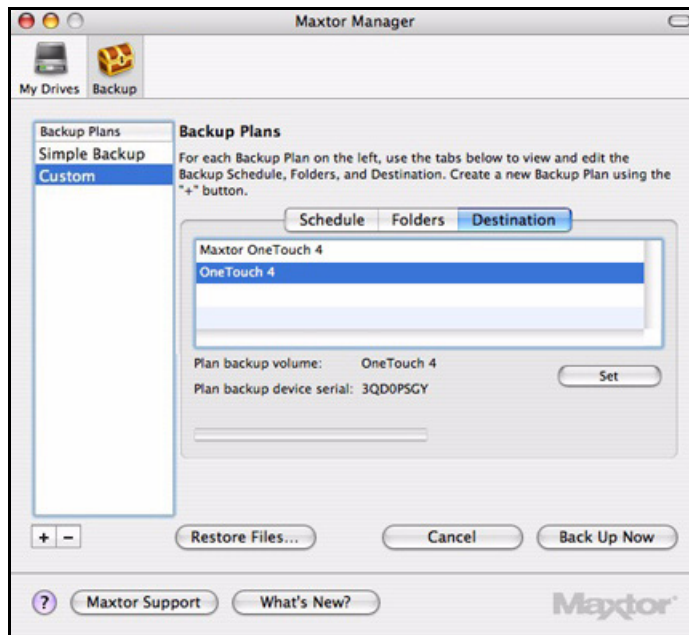 Maxtor Manager
My Drives Backup
Backup Plans
Simple Backup
Custom
Backup Plans
For each Backup Plan on the left, use the tabs below to view and edit the
Backup Schedule, Folders, and Destination. Create a new Backup Plan using the
"+" button.
Schedule Folders Destination
Maxtor OneTouch 4
OneTouch 4
Plan backup volume: OneTouch 4
Set
Plan backup device serial: 3QD0PSGY
+ −
Restore Files... Cancel Back Up Now
? Maxtor Support What's New? Maxtor